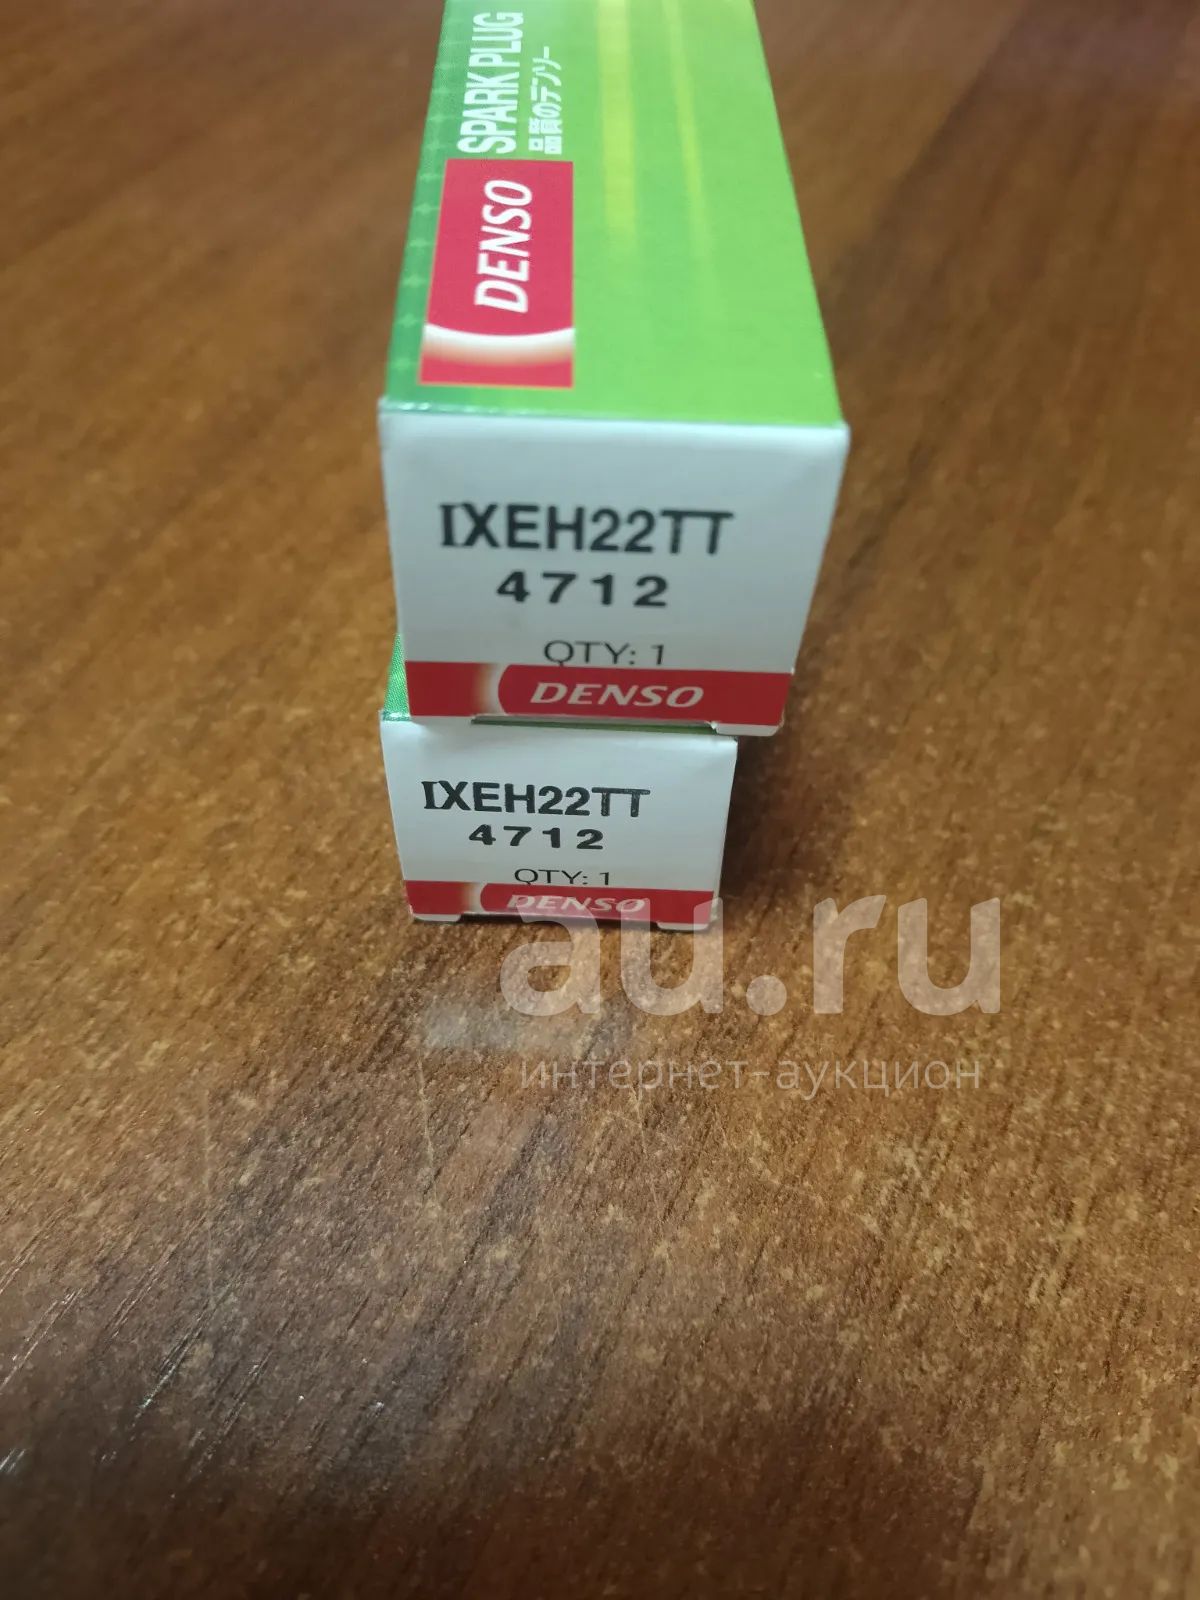 SPARK PLUG
品質のデンソー
DENSO
IXEH22TT
4712
QTY: 1
DENSO
IXEH22TT
4712
QTY: 1
DENSO
au.ru
интернет-аукцион